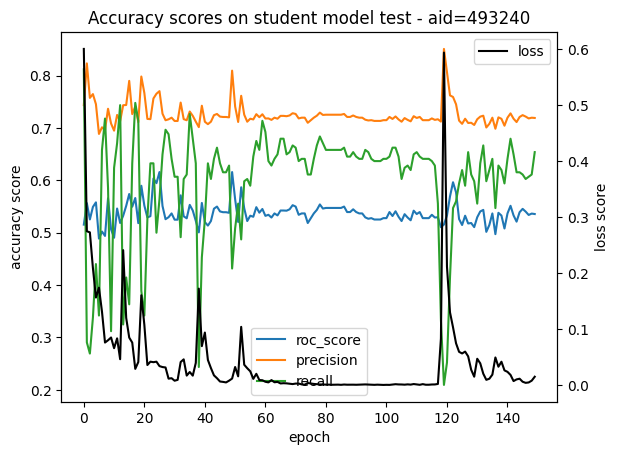 Accuracy scores on student model test - aid=493240
loss
accuracy score
0.8
0.7
0.6
0.5
0.4
0.3
0.2
0.6
0.5
0.4
0.3
0.2
0.1
0.0
loss score
roc_score
precision
recall
0
20
40
60
80
100
120
140
epoch